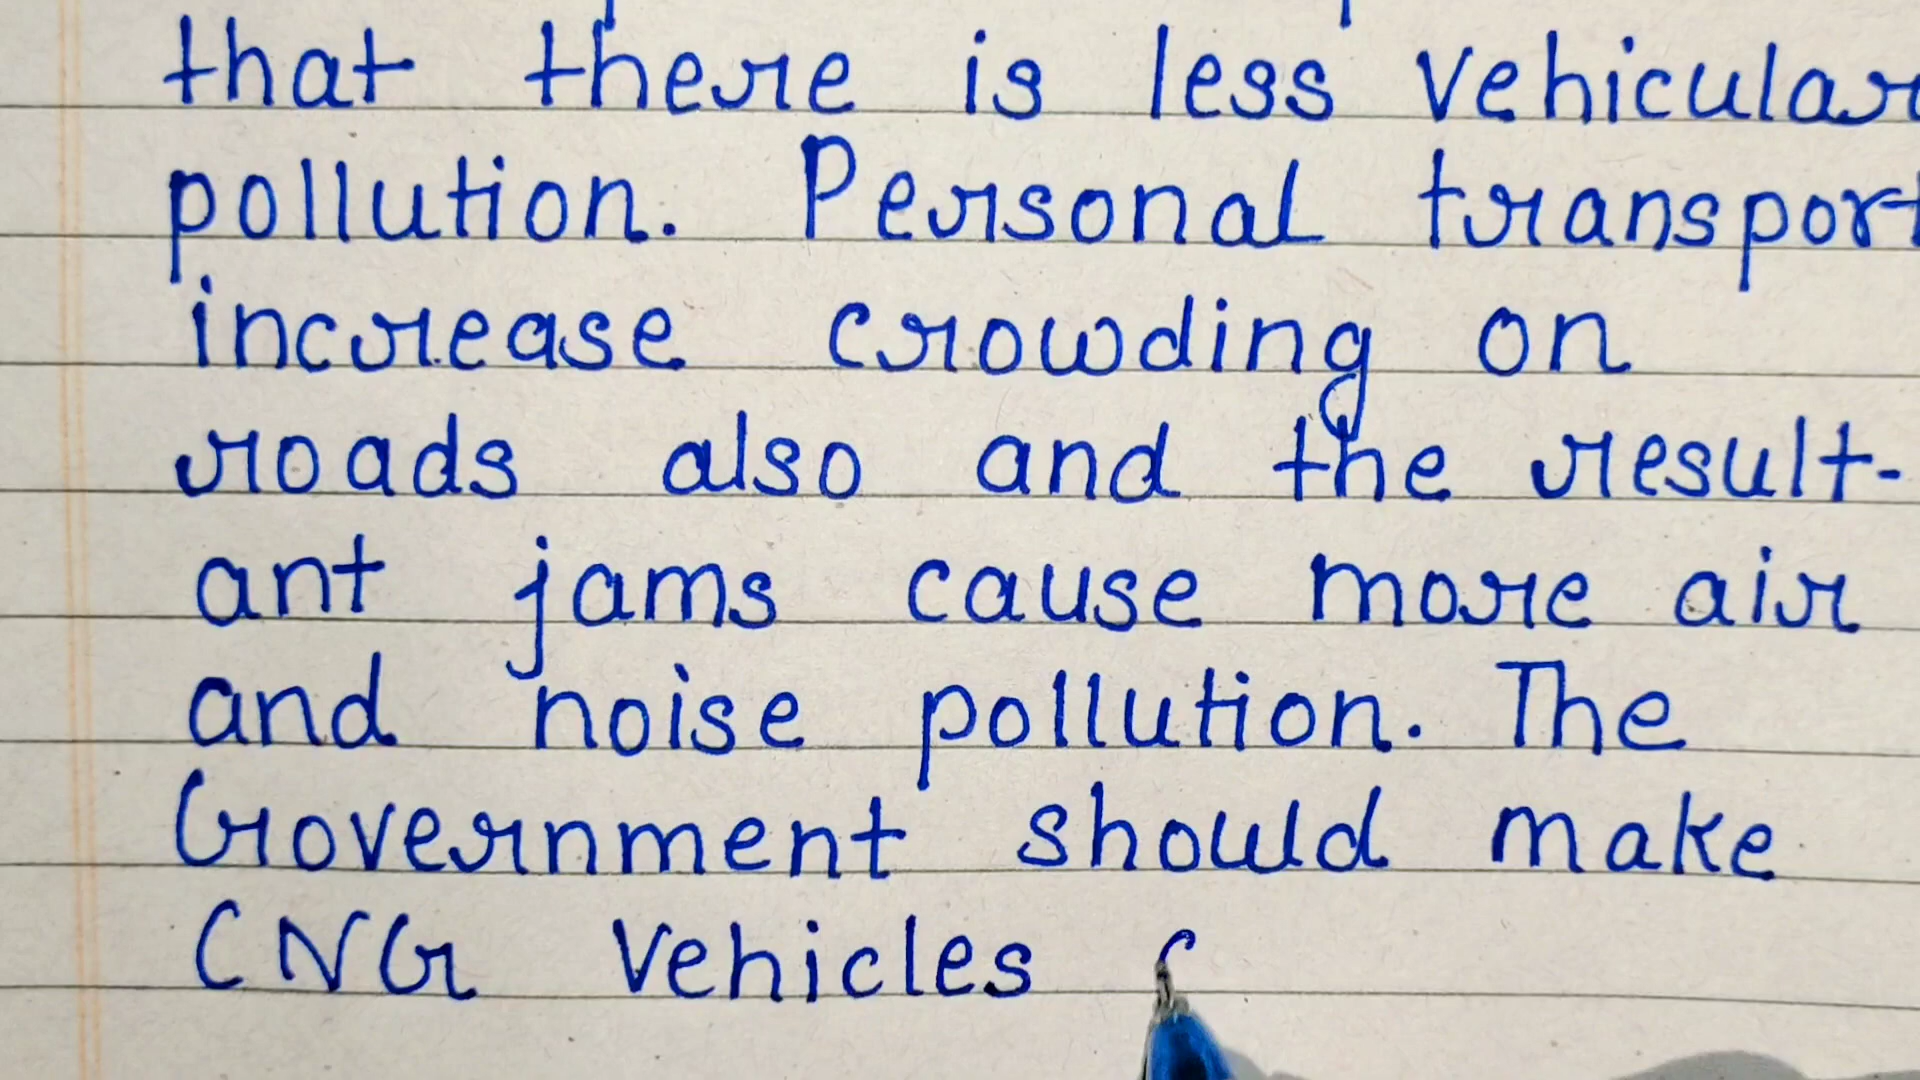 that there is less vehicular
pollution. Personal transport
increase crowding on
roads also and the result-
ant jams cause more air
and noise pollution. The
Government should make
CNG Vehicles